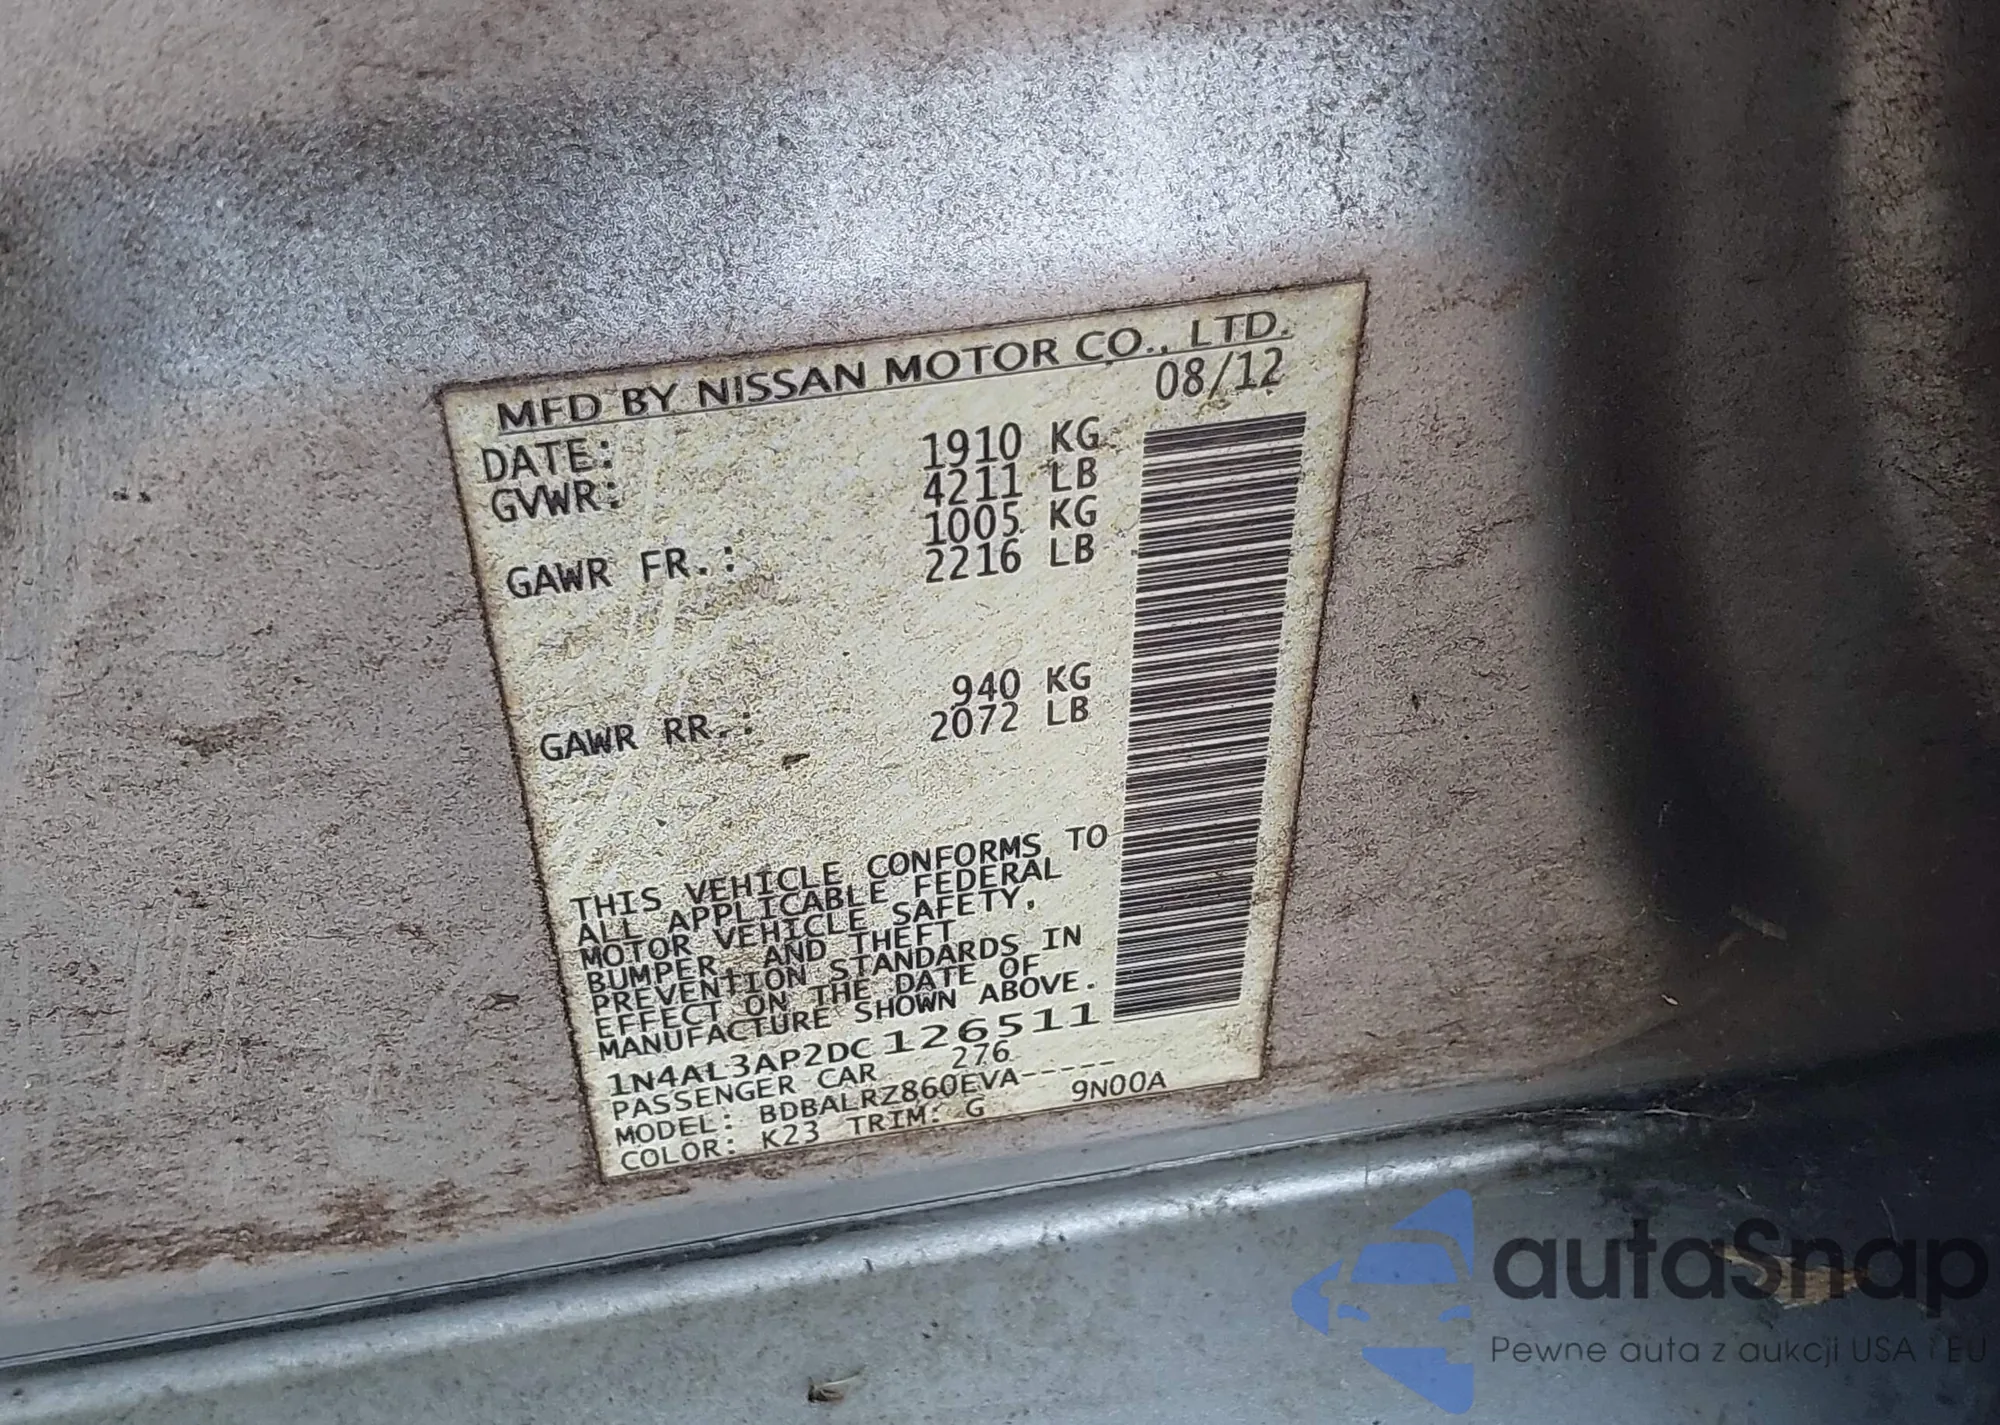 MFD BY NISSAN MOTOR CO., LTD.
DATE: 08/12
GVWR: 1910 KG
4211 LB
GAWR FR.: 1005 KG
2216 LB
GAWR RR.: 940 KG
2072 LB
THIS VEHICLE CONFORMS TO
ALL APPLICABLE FEDERAL
MOTOR VEHICLE SAFETY,
BUMPER, AND THEFT
PREVENTION STANDARDS IN
EFFECT ON THE DATE OF
MANUFACTURE SHOWN ABOVE.
1N4AL3AP2DC126511
PASSENGER CAR 276
MODEL: BDBALRZ860EVA----
COLOR: K23 TRIM: G 9N00A
autaSnap
Pewne auta z aukcji USA i EU